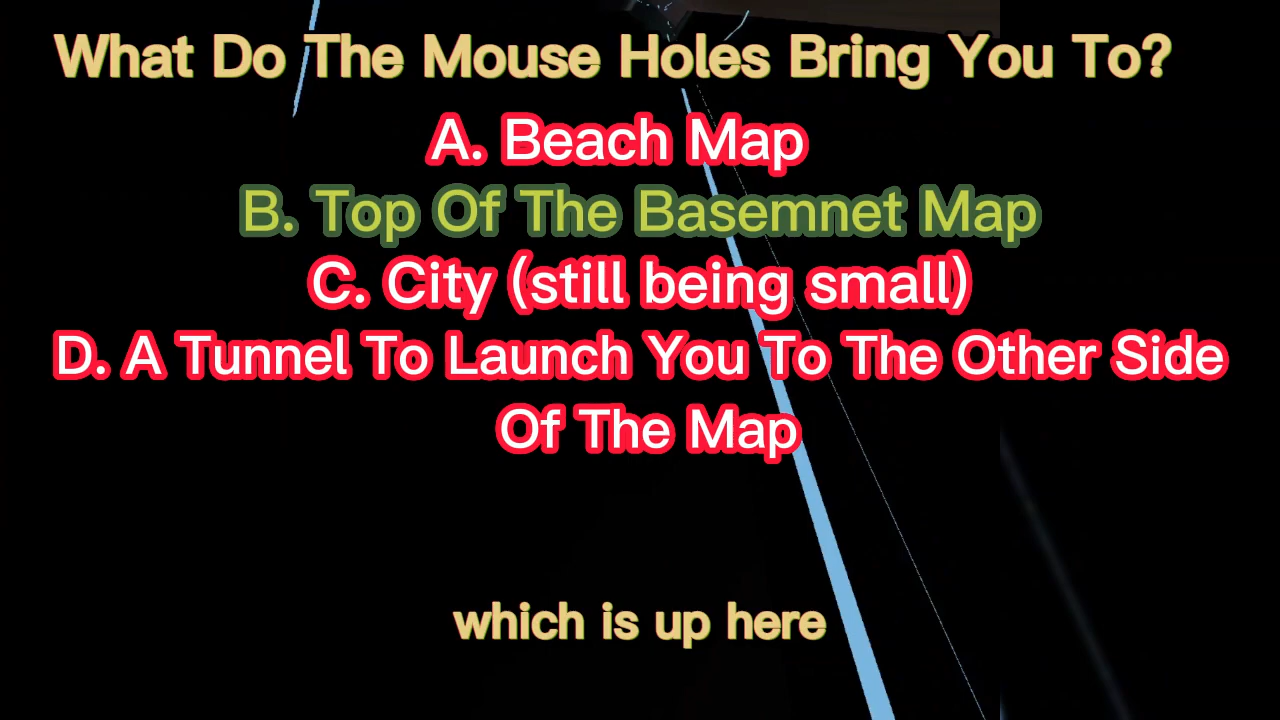 What Do The Mouse Holes Bring You To?
A. Beach Map
B. Top Of The Basemnet Map
C. City (still being small)
D. A Tunnel To Launch You To The Other Side
Of The Map
which is up here